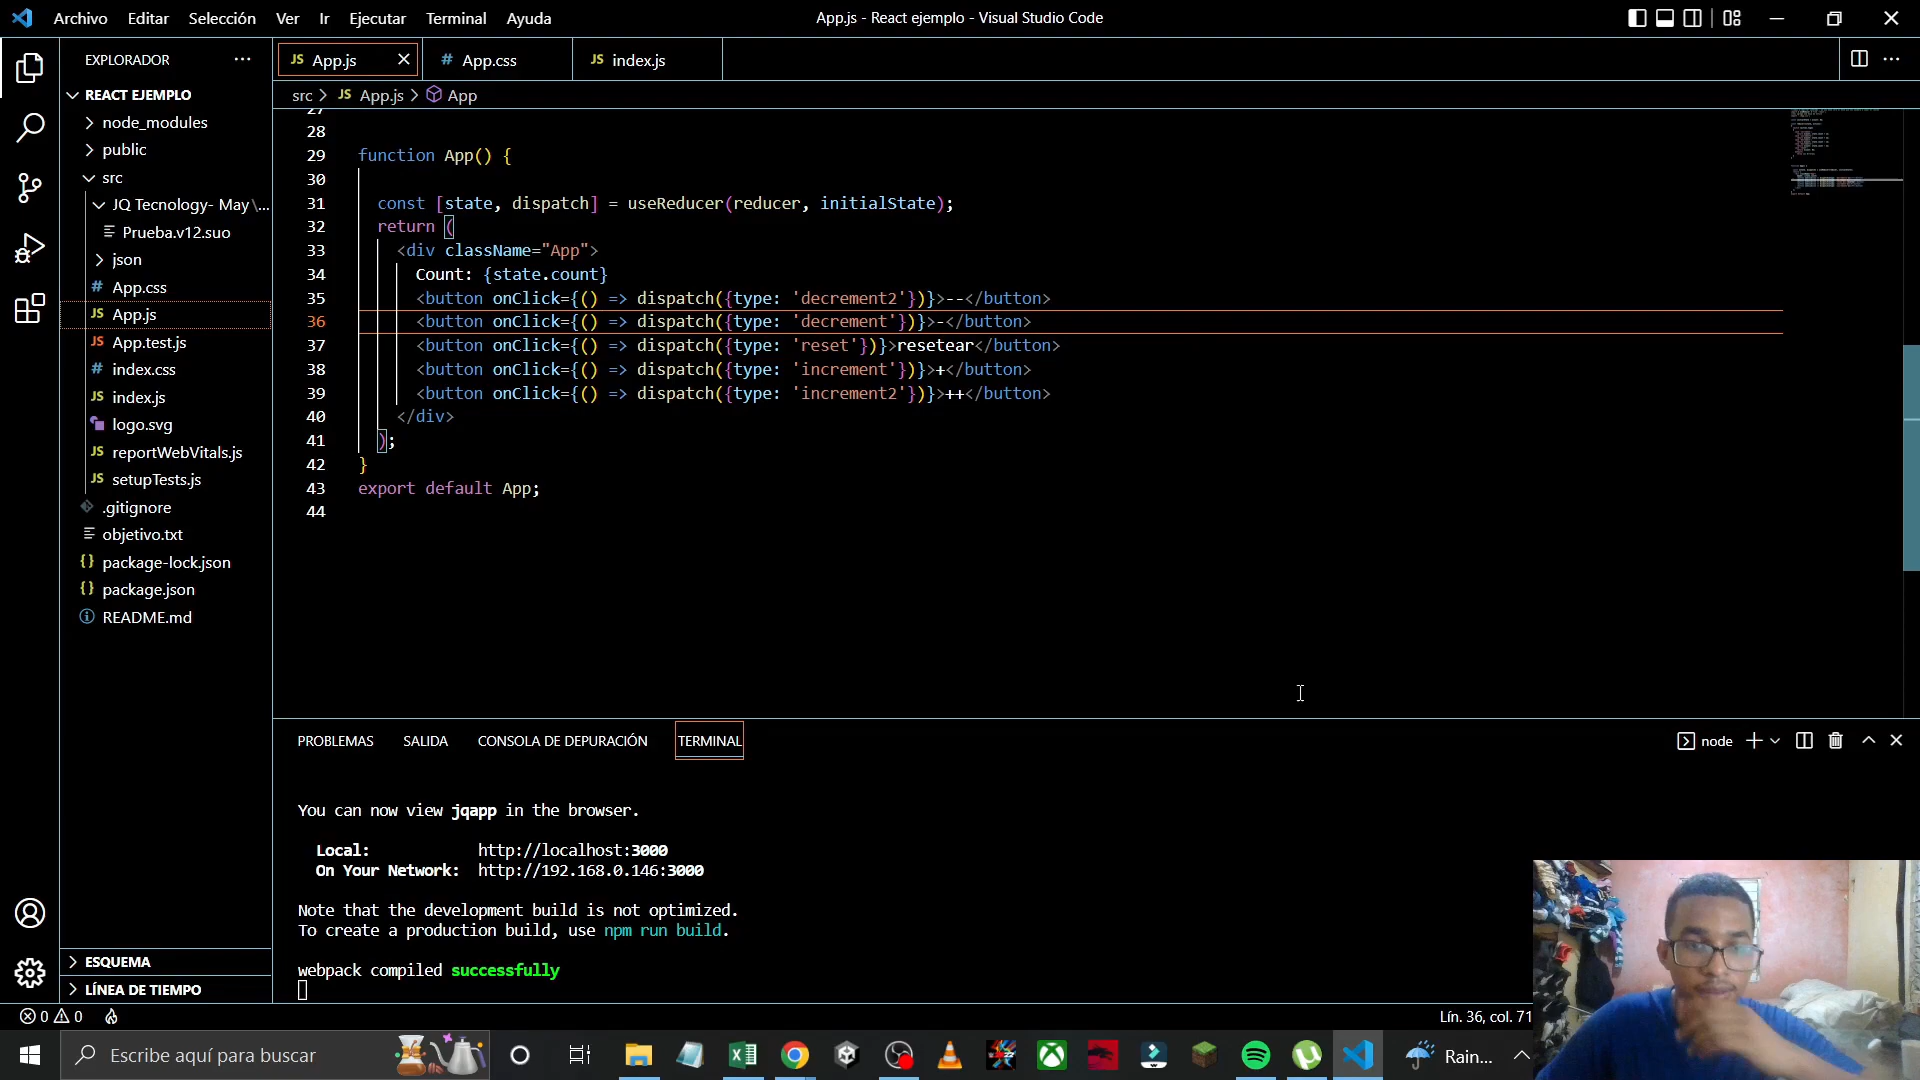 Archivo Editar Selección Ver Ir Ejecutar Terminal Ayuda
App.js - React ejemplo - Visual Studio Code
EXPLORADOR
REACT EJEMPLO
node_modules
public
src
JQ Tecnology- May\...
Prueba.v12.suo
json
# App.css
JS App.js
JS App.test.js
# index.css
JS index.js
logo.svg
JS reportWebVitals.js
JS setupTests.js
.gitignore
objetivo.txt
{} package-lock.json
{} package.json
README.md
ESQUEMA
LÍNEA DE TIEMPO
JS App.js
# App.css
JS index.js
src > JS App.js > App
27
28
29 function App() {
30
31 const [state, dispatch] = useReducer(reducer, initialState);
32 return (
33 <div className="App">
34 Count: {state.count}
35 <button onClick={() => dispatch({type: 'decrement2'})}>--</button>
36 <button onClick={() => dispatch({type: 'decrement'})}>-</button>
37 <button onClick={() => dispatch({type: 'reset'})}>resetear</button>
38 <button onClick={() => dispatch({type: 'increment'})}>+</button>
39 <button onClick={() => dispatch({type: 'increment2'})}>++</button>
40 </div>
41 );
42 }
43 export default App;
44
PROBLEMAS SALIDA CONSOLA DE DEPURACIÓN TERMINAL
node
You can now view jqapp in the browser.
Local: http://localhost:3000
On Your Network: http://192.168.0.146:3000
Note that the development build is not optimized.
To create a production build, use npm run build.
webpack compiled successfully
0 0
Lín. 36, col. 71
Escribe aquí para buscar
Rain...